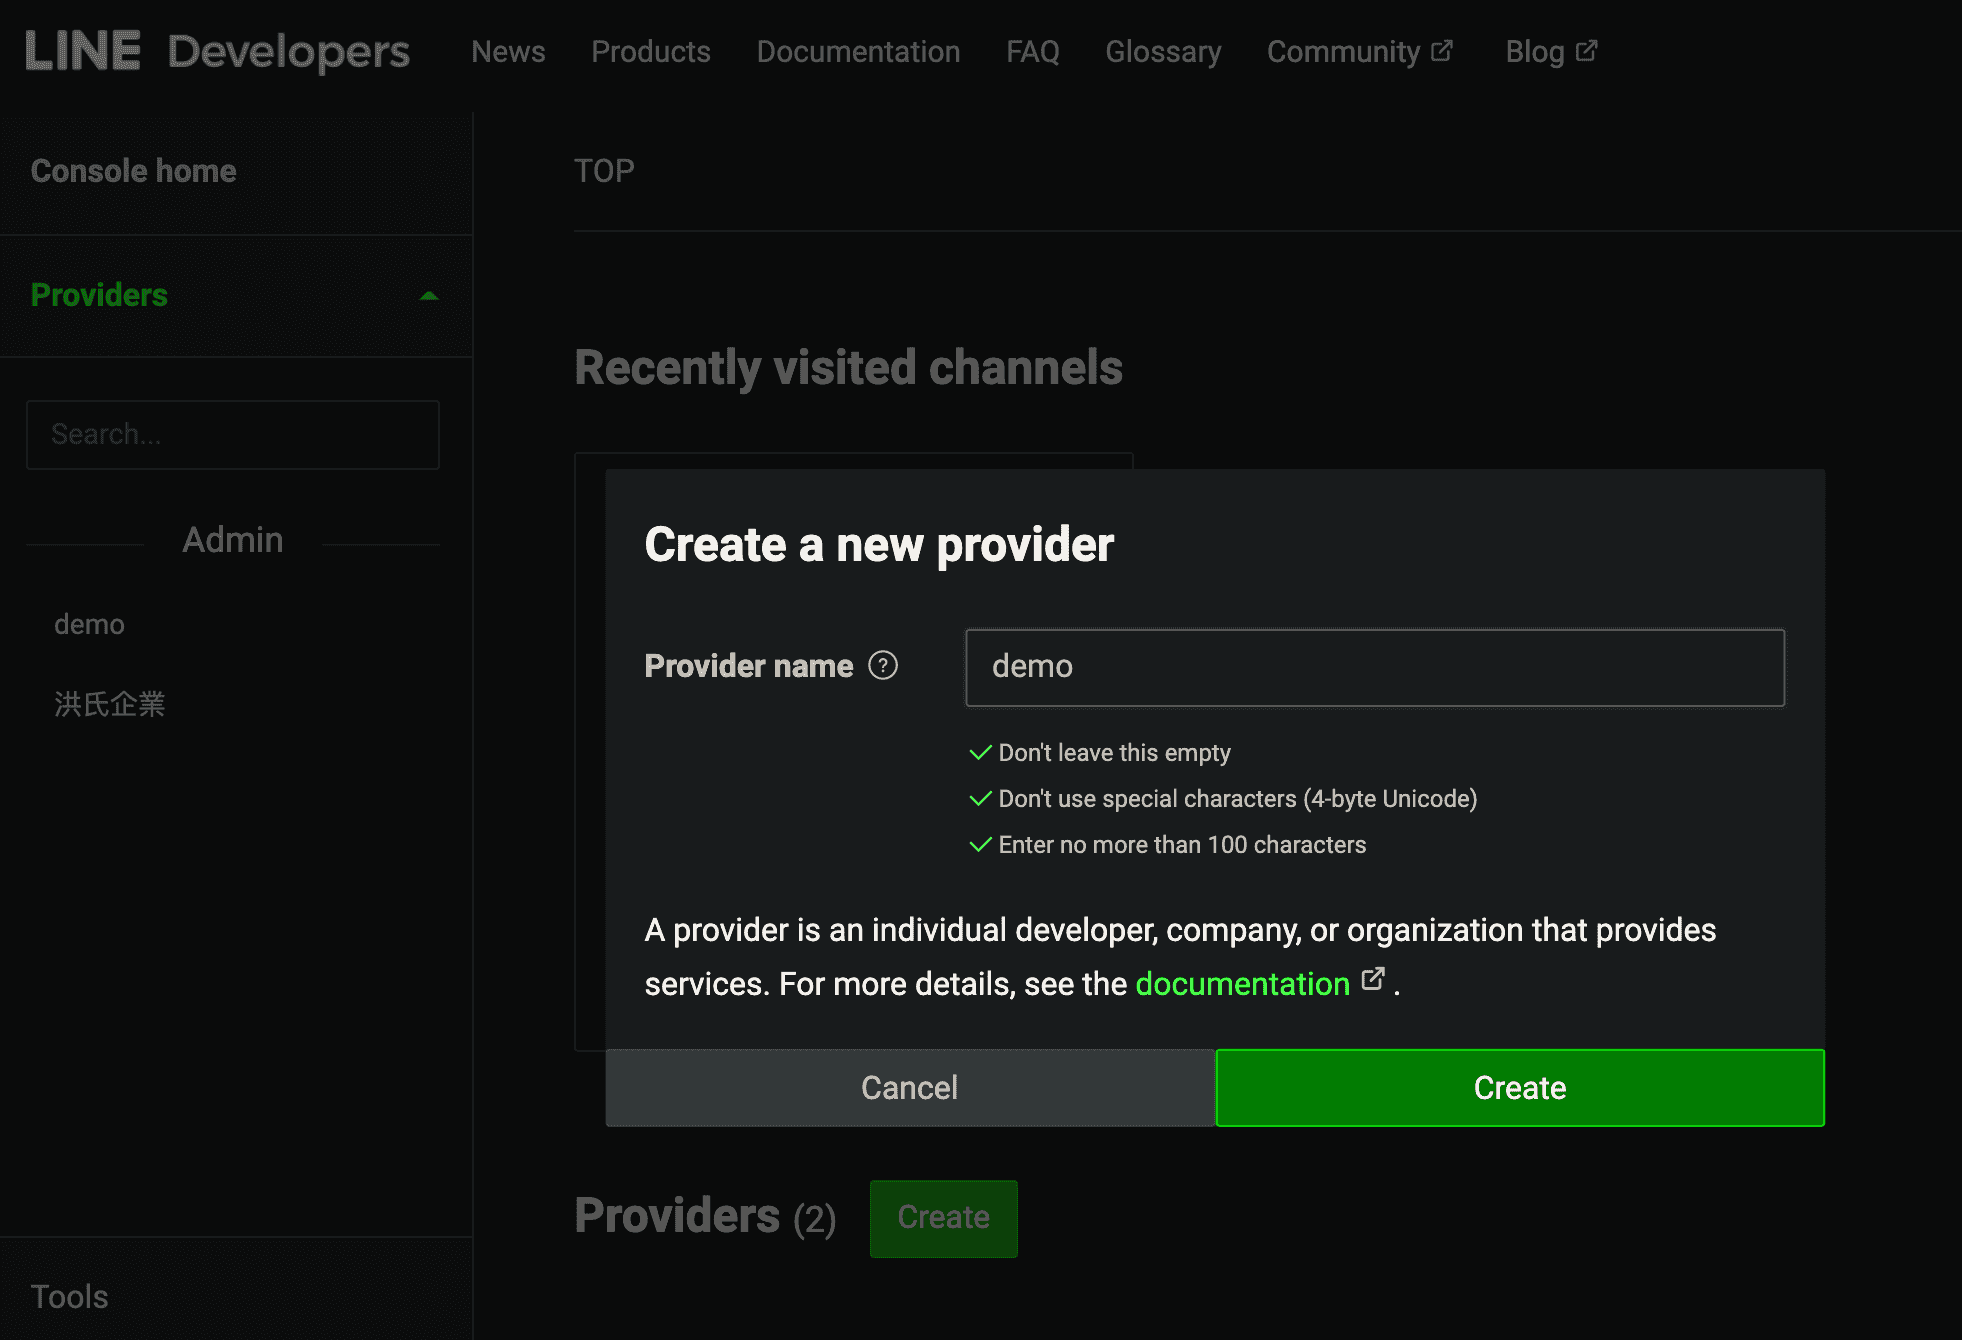 LINE Developers News Products Documentation FAQ Glossary Community Blog
Console home
Providers
Search...
Admin
demo
洪氏企業
Tools
TOP
Recently visited channels
Create a new provider
Provider name ? demo
Don't leave this empty
Don't use special characters (4-byte Unicode)
Enter no more than 100 characters
A provider is an individual developer, company, or organization that provides
services. For more details, see the documentation .
Cancel Create
Providers (2) Create